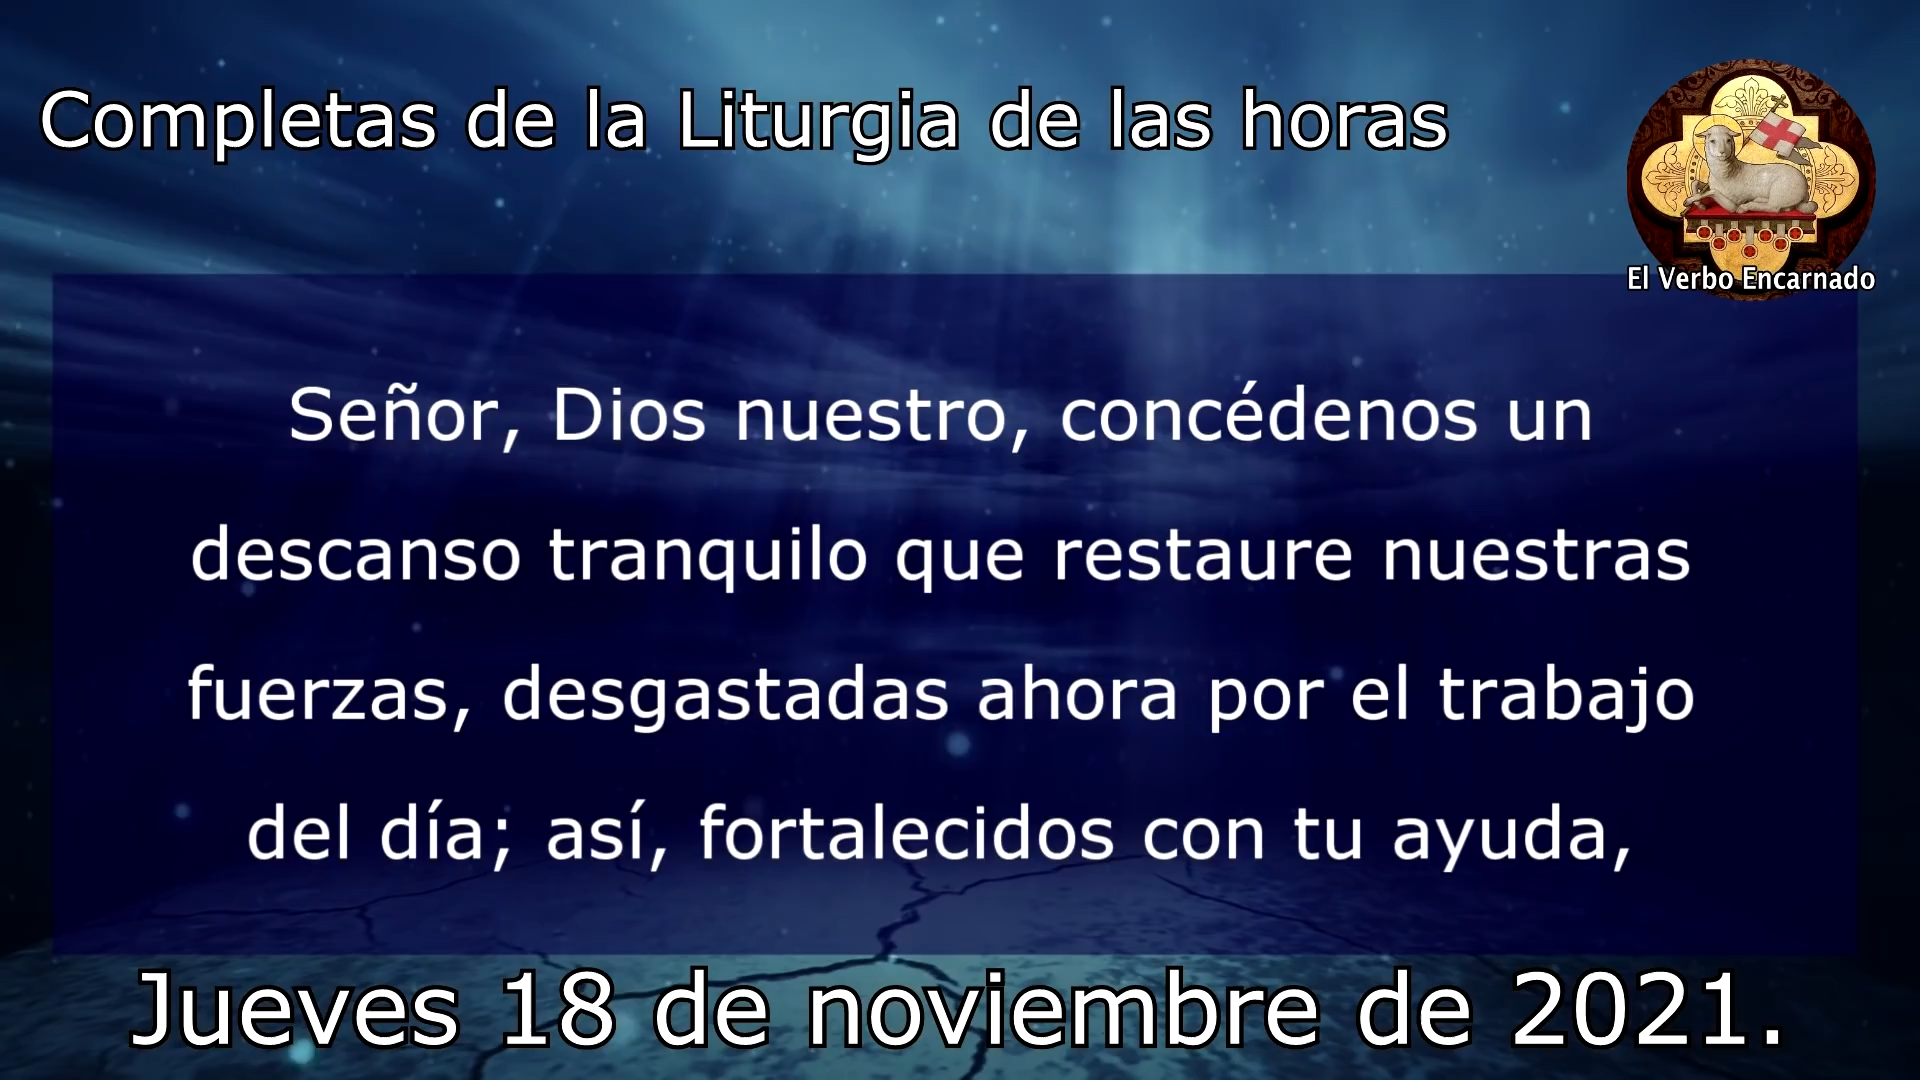 Completas de la Liturgia de las horas
El Verbo Encarnado
Señor, Dios nuestro, concédenos un
descanso tranquilo que restaure nuestras
fuerzas, desgastadas ahora por el trabajo
del día; así, fortalecidos con tu ayuda,
Jueves 18 de noviembre de 2021.